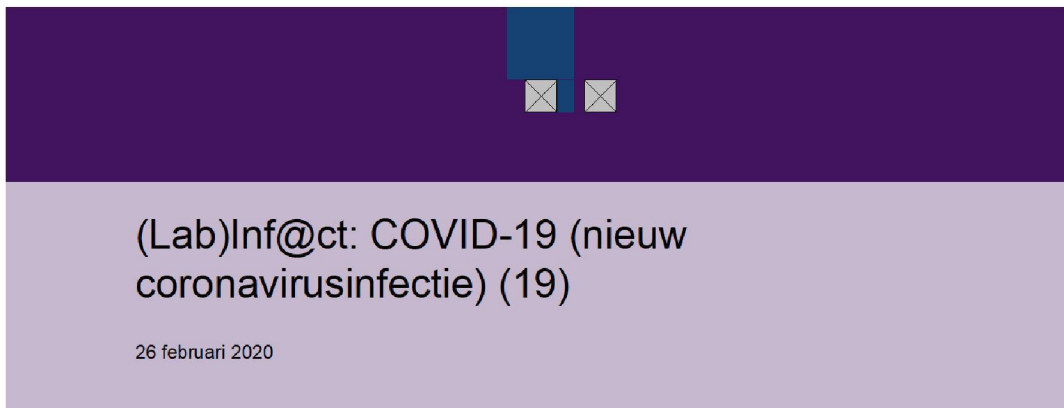 (Lab)Inf@ct: COVID-19 (nieuw
coronavirusinfectie) (19)
26 februari 2020